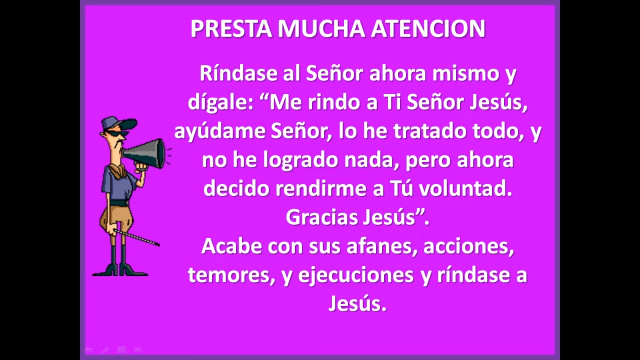 PRESTA MUCHA ATENCION
Ríndase al Señor ahora mismo y
dígale: “Me rindo a Ti Señor Jesús,
ayúdame Señor, lo he tratado todo, y
no he logrado nada, pero ahora
decido rendirme a Tú voluntad.
Gracias Jesús”.
Acabe con sus afanes, acciones,
temores, y ejecuciones y ríndase a
Jesús.